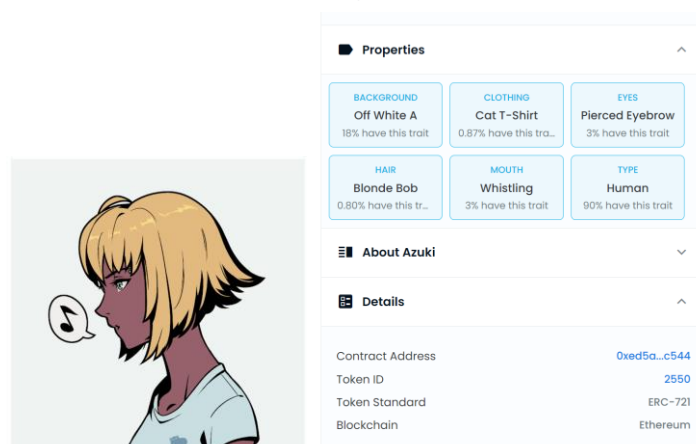 Properties
BACKGROUND
Off White A
18% have this trait
CLOTHING
Cat T-Shirt
0.87% have this tra...
EYES
Pierced Eyebrow
3% have this trait
HAIR
Blonde Bob
0.80% have this tr...
MOUTH
Whistling
3% have this trait
TYPE
Human
90% have this trait
About Azuki
Details
Contract Address 0xed5a...c544
Token ID 2550
Token Standard ERC-721
Blockchain Ethereum